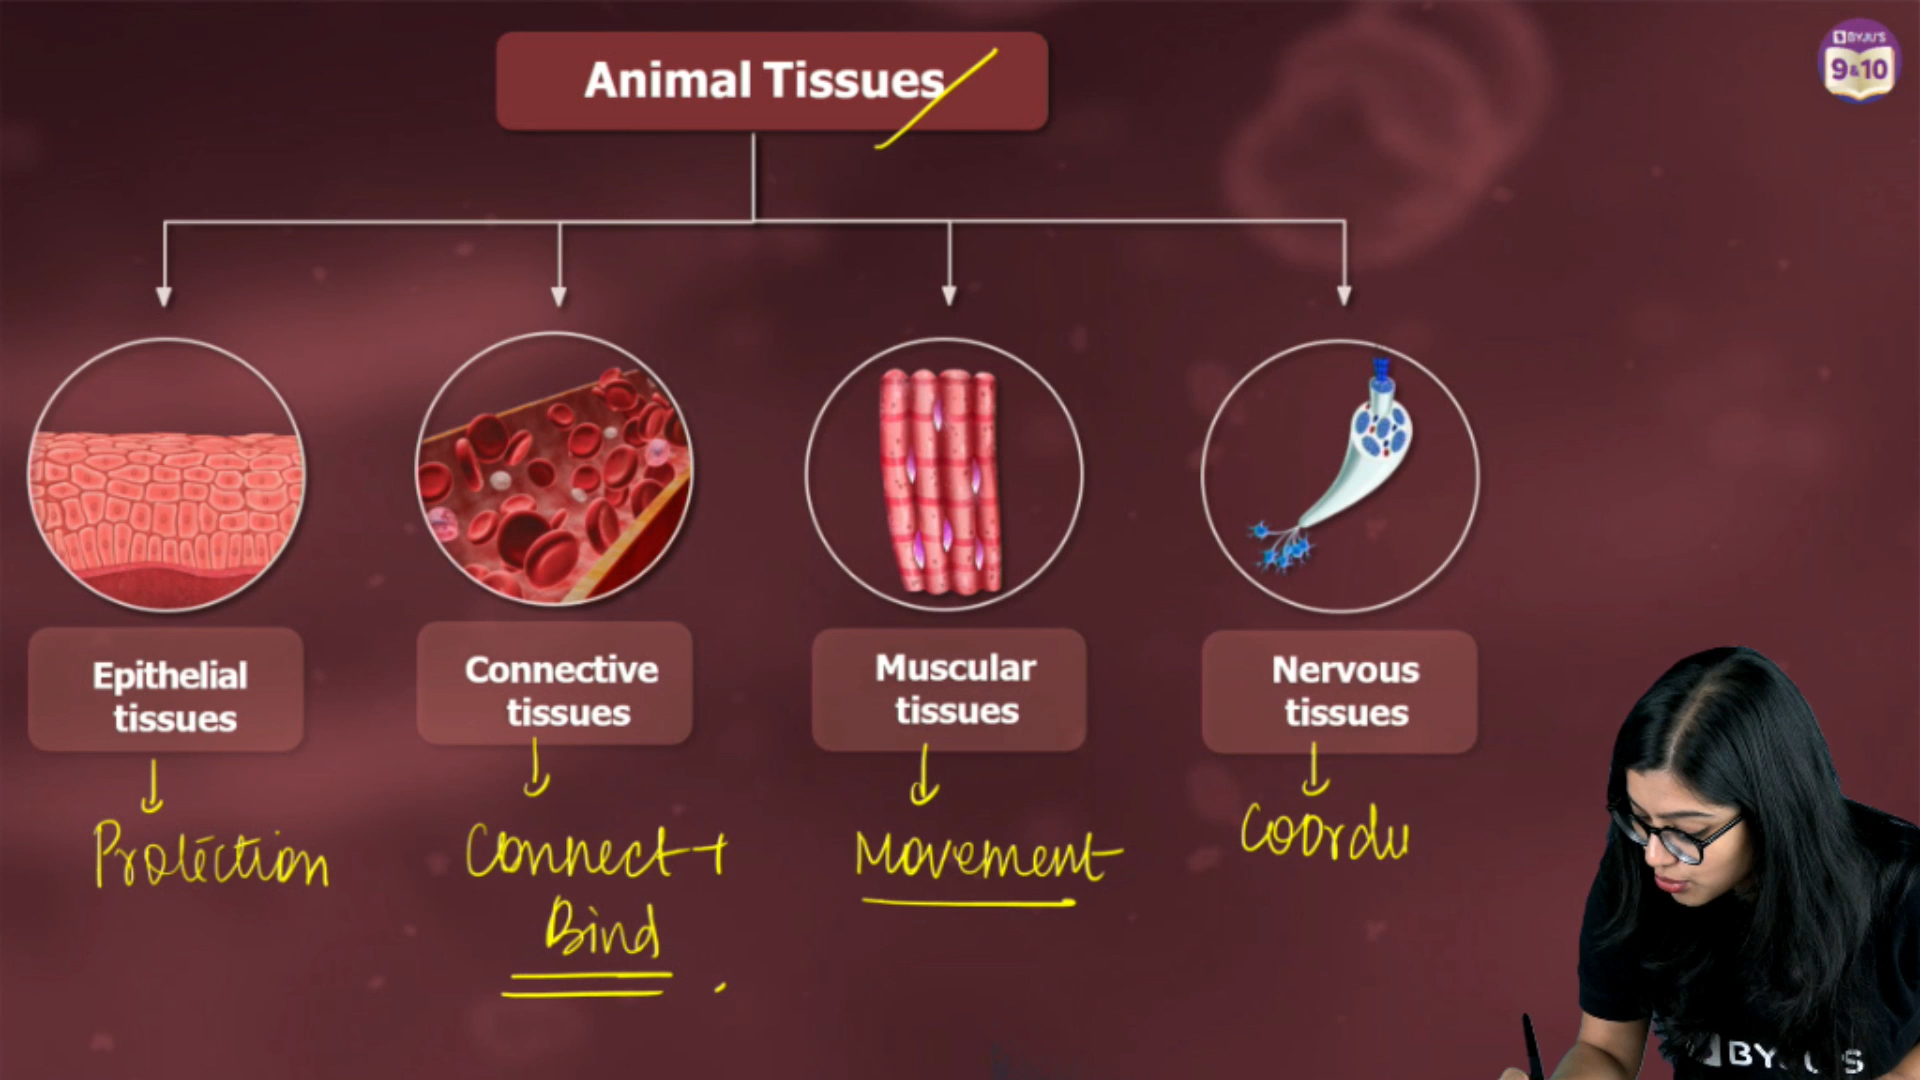 Animal Tissues
BYJU'S
9&10
Epithelial
tissues
Connective
tissues
Muscular
tissues
Nervous
tissues
Protection
Connect +
Bind
Movement
Coordu